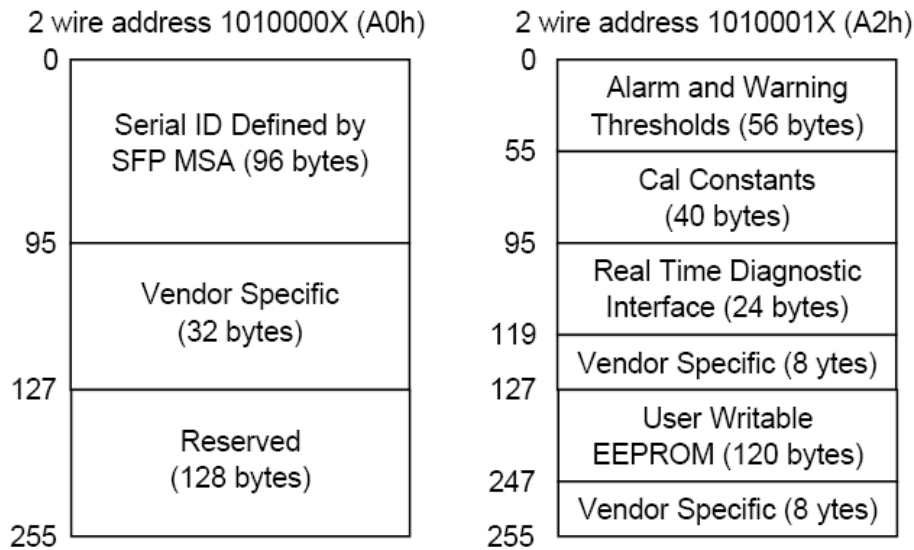 2 wire address 1010000X (A0h)
0
Serial ID Defined by
SFP MSA (96 bytes)
95
Vendor Specific
(32 bytes)
127
Reserved
(128 bytes)
255
2 wire address 1010001X (A2h)
0
Alarm and Warning
Thresholds (56 bytes)
55
Cal Constants
(40 bytes)
95
Real Time Diagnostic
Interface (24 bytes)
119
Vendor Specific (8 ytes)
127
User Writable
EEPROM (120 bytes)
247
Vendor Specific (8 ytes)
255